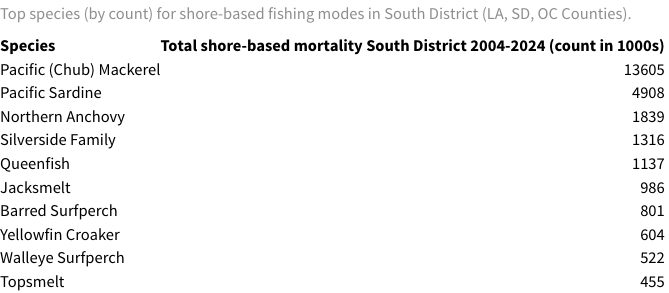 Top species (by count) for shore-based fishing modes in South District (LA, SD, OC Counties).
Species Total shore-based mortality South District 2004-2024 (count in 1000s)
Pacific (Chub) Mackerel 13605
Pacific Sardine 4908
Northern Anchovy 1839
Silverside Family 1316
Queenfish 1137
Jacksmelt 986
Barred Surfperch 801
Yellowfin Croaker 604
Walleye Surfperch 522
Topsmelt 455